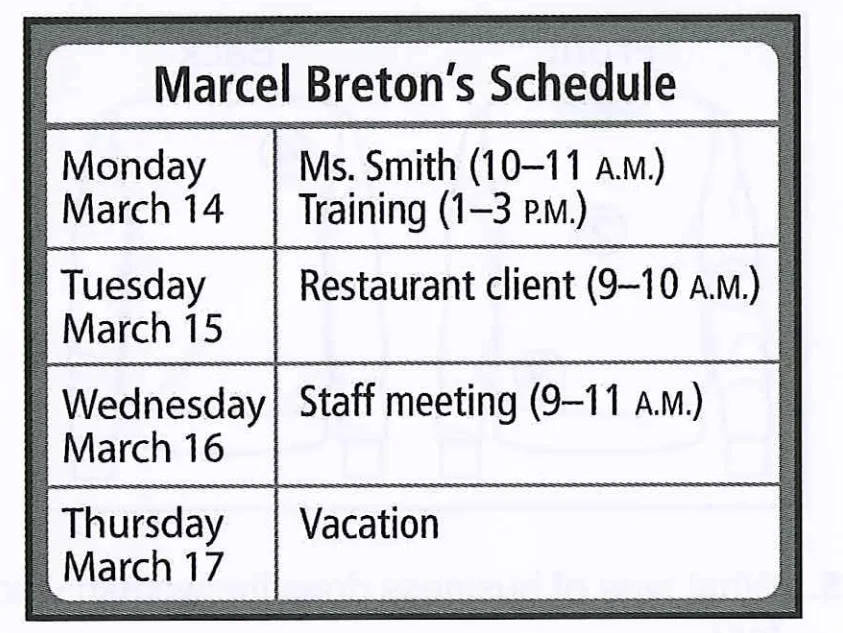 Marcel Breton's Schedule
Monday
March 14
Ms. Smith (10–11 A.M.)
Training (1–3 P.M.)
Tuesday
March 15
Restaurant client (9–10 A.M.)
Wednesday
March 16
Staff meeting (9–11 A.M.)
Thursday
March 17
Vacation